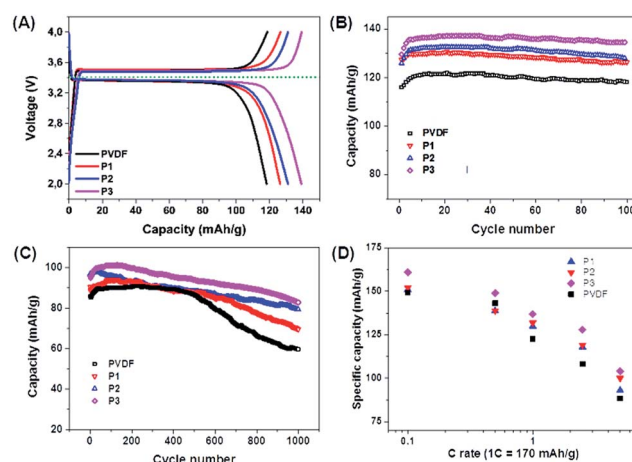 (A)
4,0
3,6
3,2
2,8
2,4
2,0
Voltage (V)
PVDF
P1
P2
P3
0 20 40 60 80 100 120 140
Capacity (mAh/g)
(B)
160
140
120
100
80
Capacity (mAh/g)
PVDF
P1
P2
P3
0 20 40 60 80 100
Cycle number
(C)
100
80
60
40
20
Capacity (mAh/g)
PVDF
P1
P2
P3
0 200 400 600 800 1000
Cycle number
(D)
175
150
125
100
75
Specific capacity (mAh/g)
P1
P2
P3
PVDF
0.1 1
C rate (1C = 170 mAh/g)